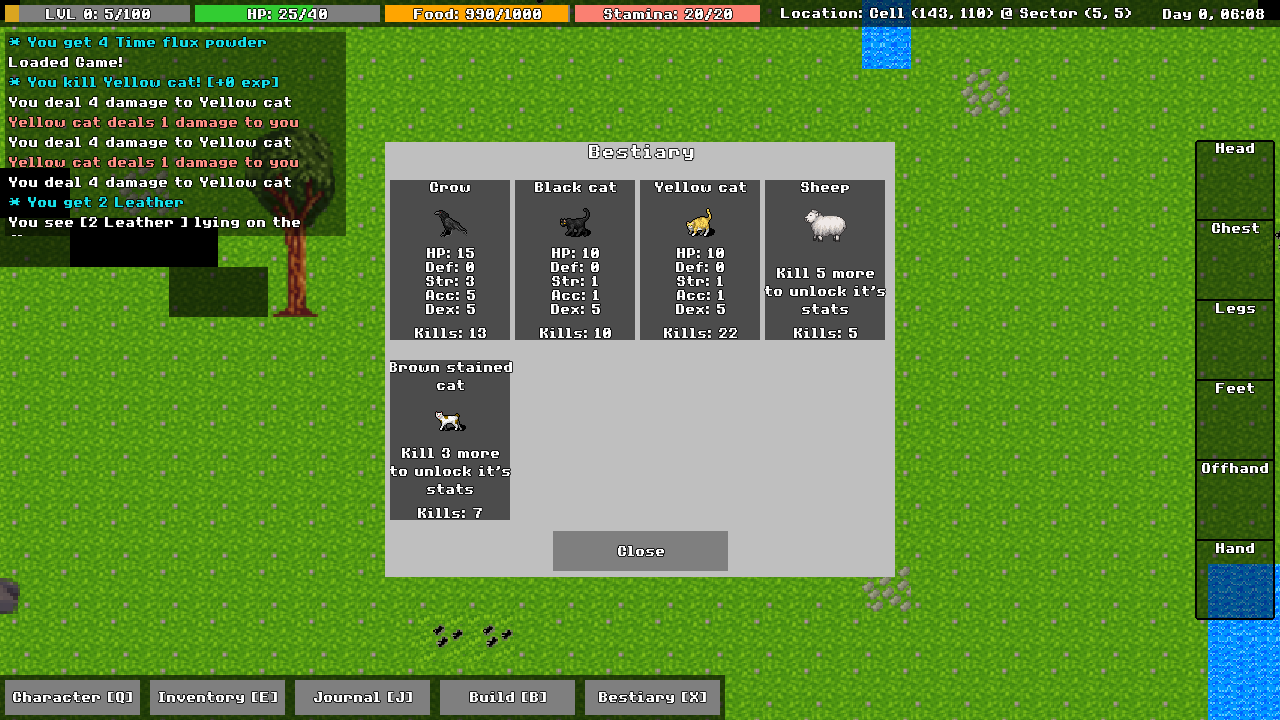 LVL 0: 5/100
HP: 25/40
Food: 990/1000
Stamina: 20/20
Location: Cell (143, 110) @ Sector (5, 5)
Day 0, 06:08
* You get 4 Time flux powder
Loaded Game!
* You kill Yellow cat! [+0 exp]
You deal 4 damage to Yellow cat
Yellow cat deals 1 damage to you
You deal 4 damage to Yellow cat
Yellow cat deals 1 damage to you
You deal 4 damage to Yellow cat
* You get 2 Leather
You see [2 Leather ] lying on the
Bestiary
Crow
HP: 15
Def: 0
Str: 3
Acc: 5
Dex: 5
Kills: 13
Black cat
HP: 10
Def: 0
Str: 1
Acc: 1
Dex: 5
Kills: 10
Yellow cat
HP: 10
Def: 0
Str: 1
Acc: 1
Dex: 5
Kills: 22
Sheep
Kill 5 more
to unlock it's
stats
Kills: 5
Brown stained
cat
Kill 3 more
to unlock it's
stats
Kills: 7
Close
Head
Chest
Legs
Feet
Offhand
Hand
Character [Q]
Inventory [E]
Journal [J]
Build [B]
Bestiary [X]